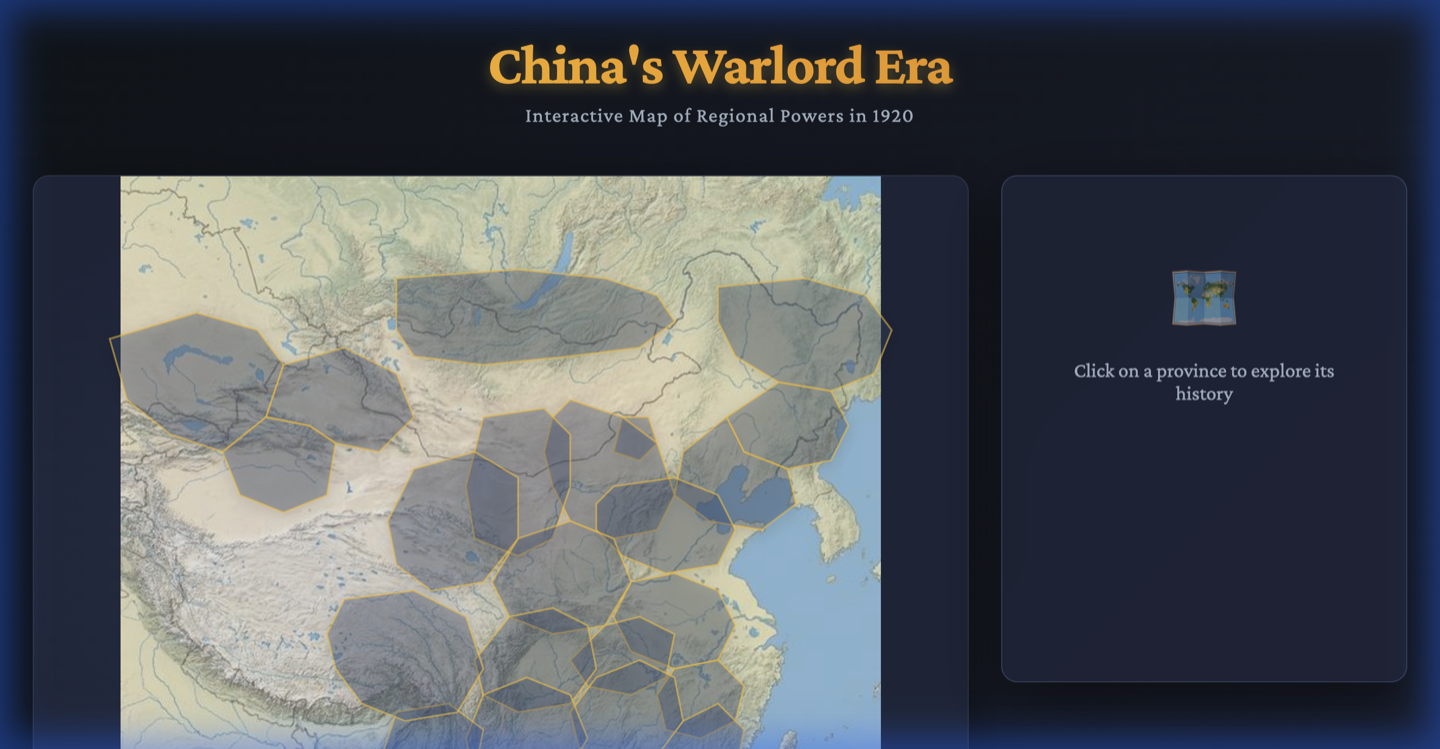 China's Warlord Era
Interactive Map of Regional Powers in 1920
Click on a province to explore its
history